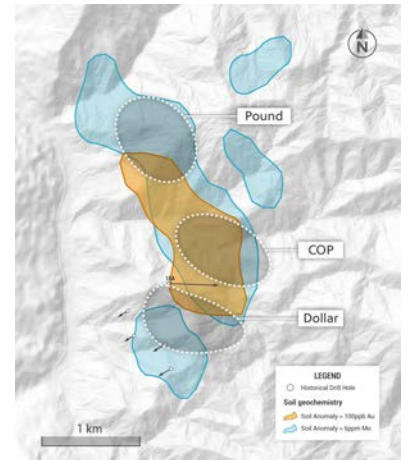 N
Pound
COP
Dollar
LEGEND
Historical Drill Hole
Soil geochemistry
Soil Anomaly = 100ppb Au
Soil Anomaly = 6ppm Mo
1 km